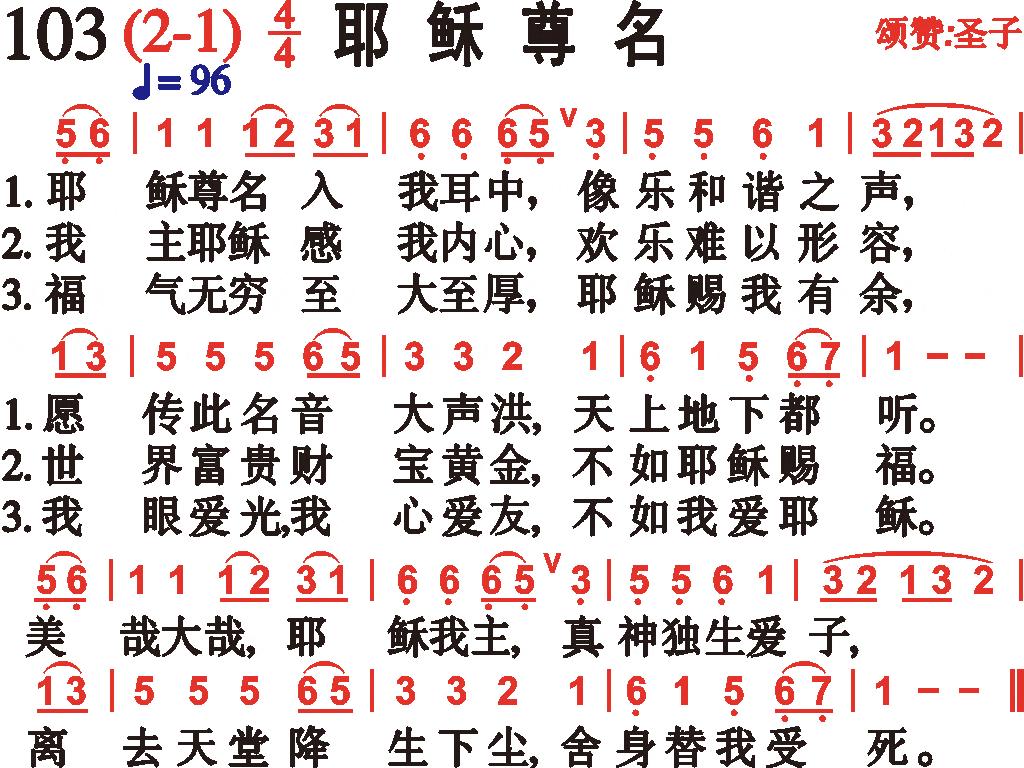 103 (2-1) 4/4 耶稣尊名 颂赞:圣子
♩= 96
5 6 | 1 1 1 2 3 1 | 6 6 6 5 V 3 | 5 5 6 1 | 3 2 1 3 2 |
1. 耶 稣尊名 入 我耳中, 像乐和谐之声,
2. 我 主耶稣 感 我内心, 欢乐难以形容,
3. 福 气无穷 至 大至厚, 耶稣赐我有余,
1 3 | 5 5 5 6 5 | 3 3 2 1 | 6 1 5 6 7 | 1 - - |
1. 愿 传此名音 大声洪, 天上地下都 听。
2. 世 界富贵财 宝黄金, 不如耶稣赐 福。
3. 我 眼爱光,我 心爱友, 不如我爱耶 稣。
5 6 | 1 1 1 2 3 1 | 6 6 6 5 V 3 | 5 5 6 1 | 3 2 1 3 2 |
美 哉大哉, 耶 稣我主, 真神独生爱子,
1 3 | 5 5 5 6 5 | 3 3 2 1 | 6 1 5 6 7 | 1 - - ‖
离 去天堂降 生下尘, 舍身替我受 死。